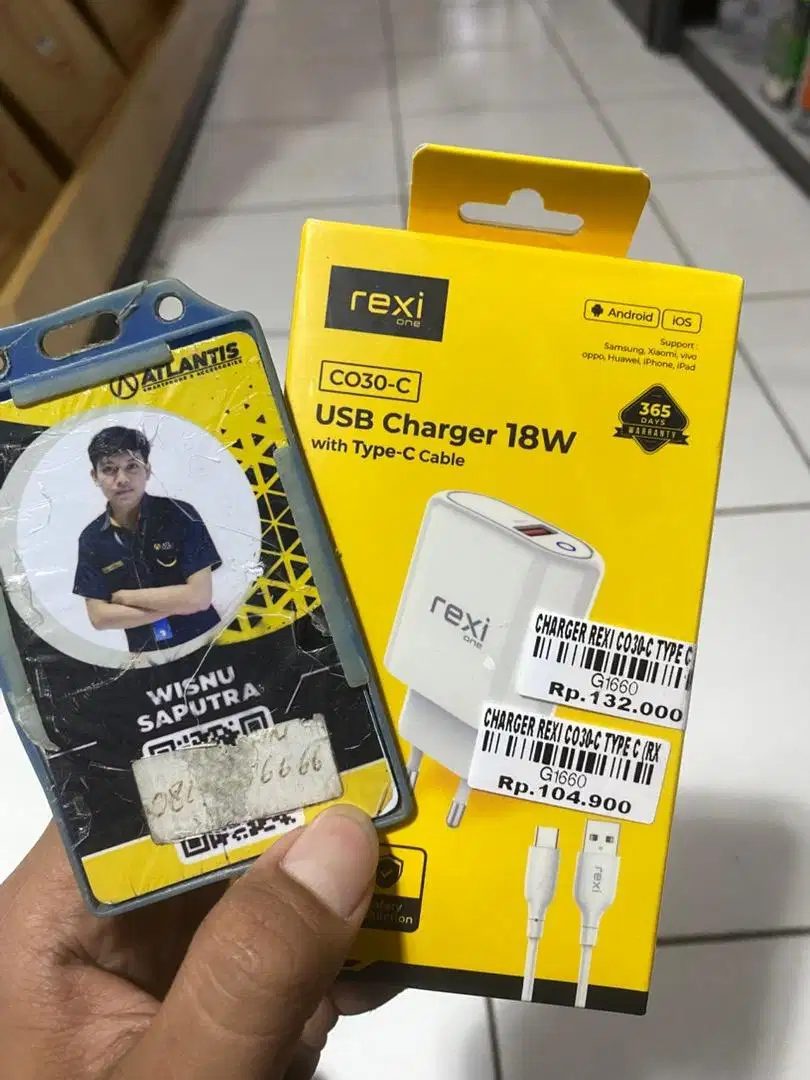 ATLANTIS
SMARTPHONE & ACCESSORIES
WISNU
SAPUTRA
rexi
one
Android
iOS
Support :
Samsung, Xiaomi, vivo
oppo, Huawei, iPhone, iPad
CO30-C
USB Charger 18W
with Type-C Cable
365
DAYS
WARRANTY
rexi
one
CHARGER REXI CO30-C TYPE C
G1660
Rp.132.000
CHARGER REXI CO30-C TYPE C (RX
G1660
Rp.104.900
rexi